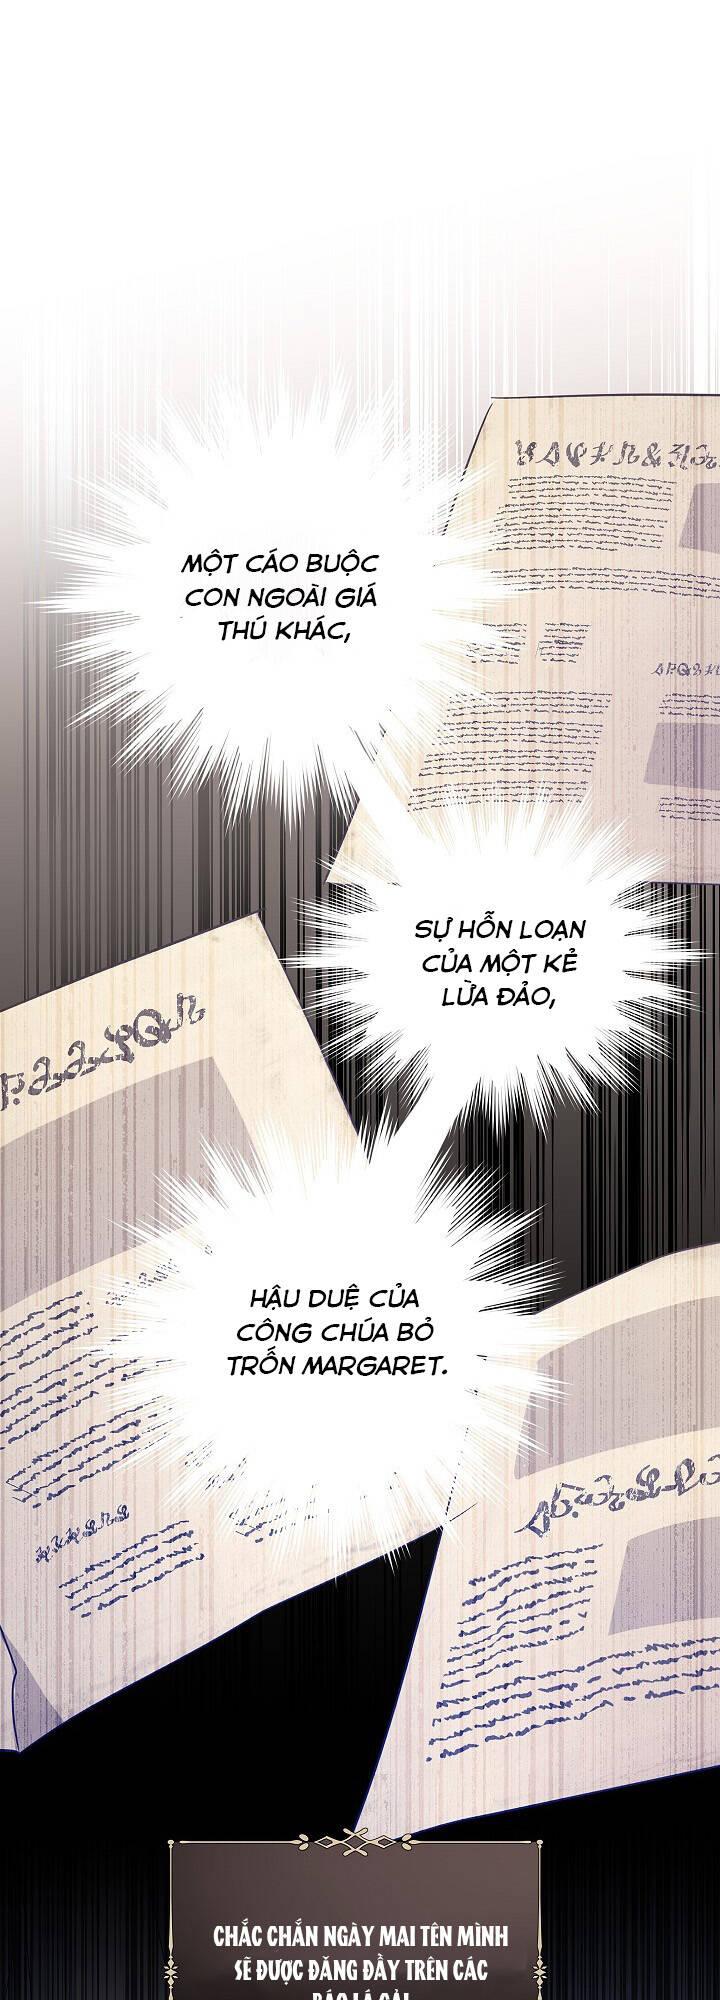 MỘT CÁO BUỘC
CON NGOÀI GIÁ
THÚ KHÁC,
SỰ HỖN LOẠN
CỦA MỘT KẺ
LỪA ĐẢO,
HẬU DUỆ CỦA
CÔNG CHÚA BỎ
TRỐN MARGARET.
CHẮC CHẮN NGÀY MAI TÊN MÌNH
SẼ ĐƯỢC ĐĂNG ĐẦY TRÊN CÁC